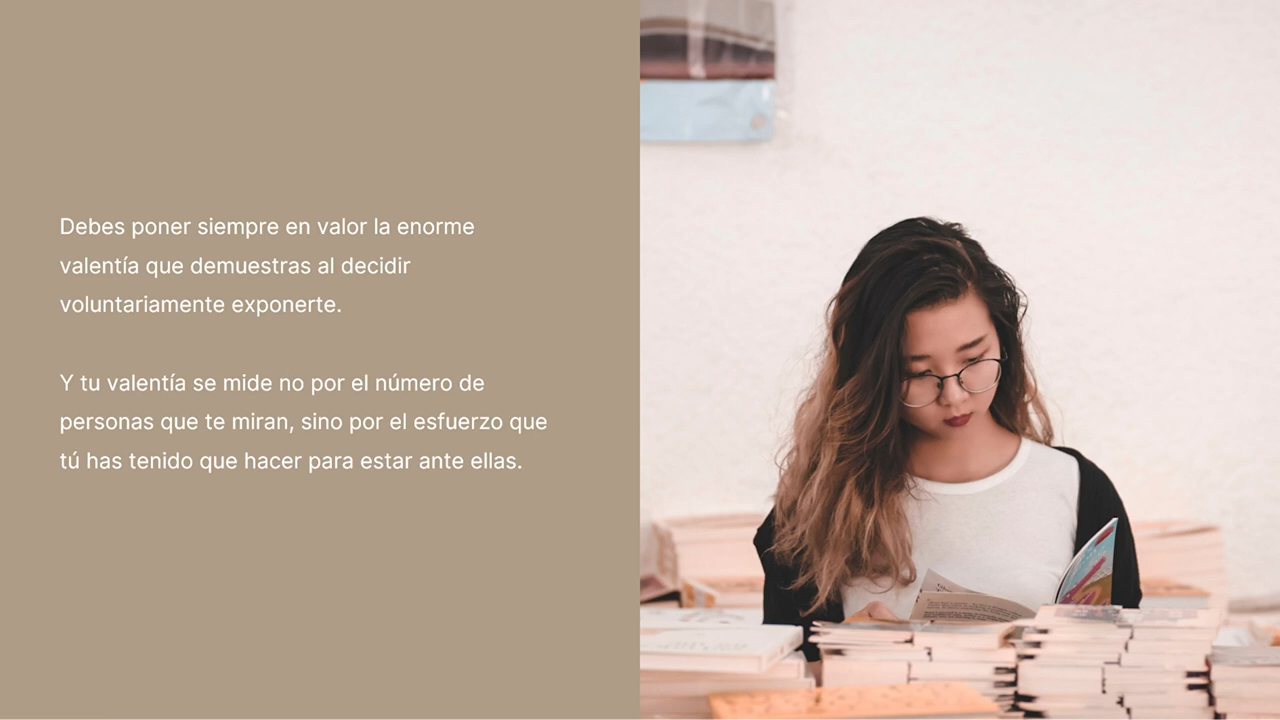 Debes poner siempre en valor la enorme
valentía que demuestras al decidir
voluntariamente exponerte.
Y tu valentía se mide no por el número de
personas que te miran, sino por el esfuerzo que
tú has tenido que hacer para estar ante ellas.